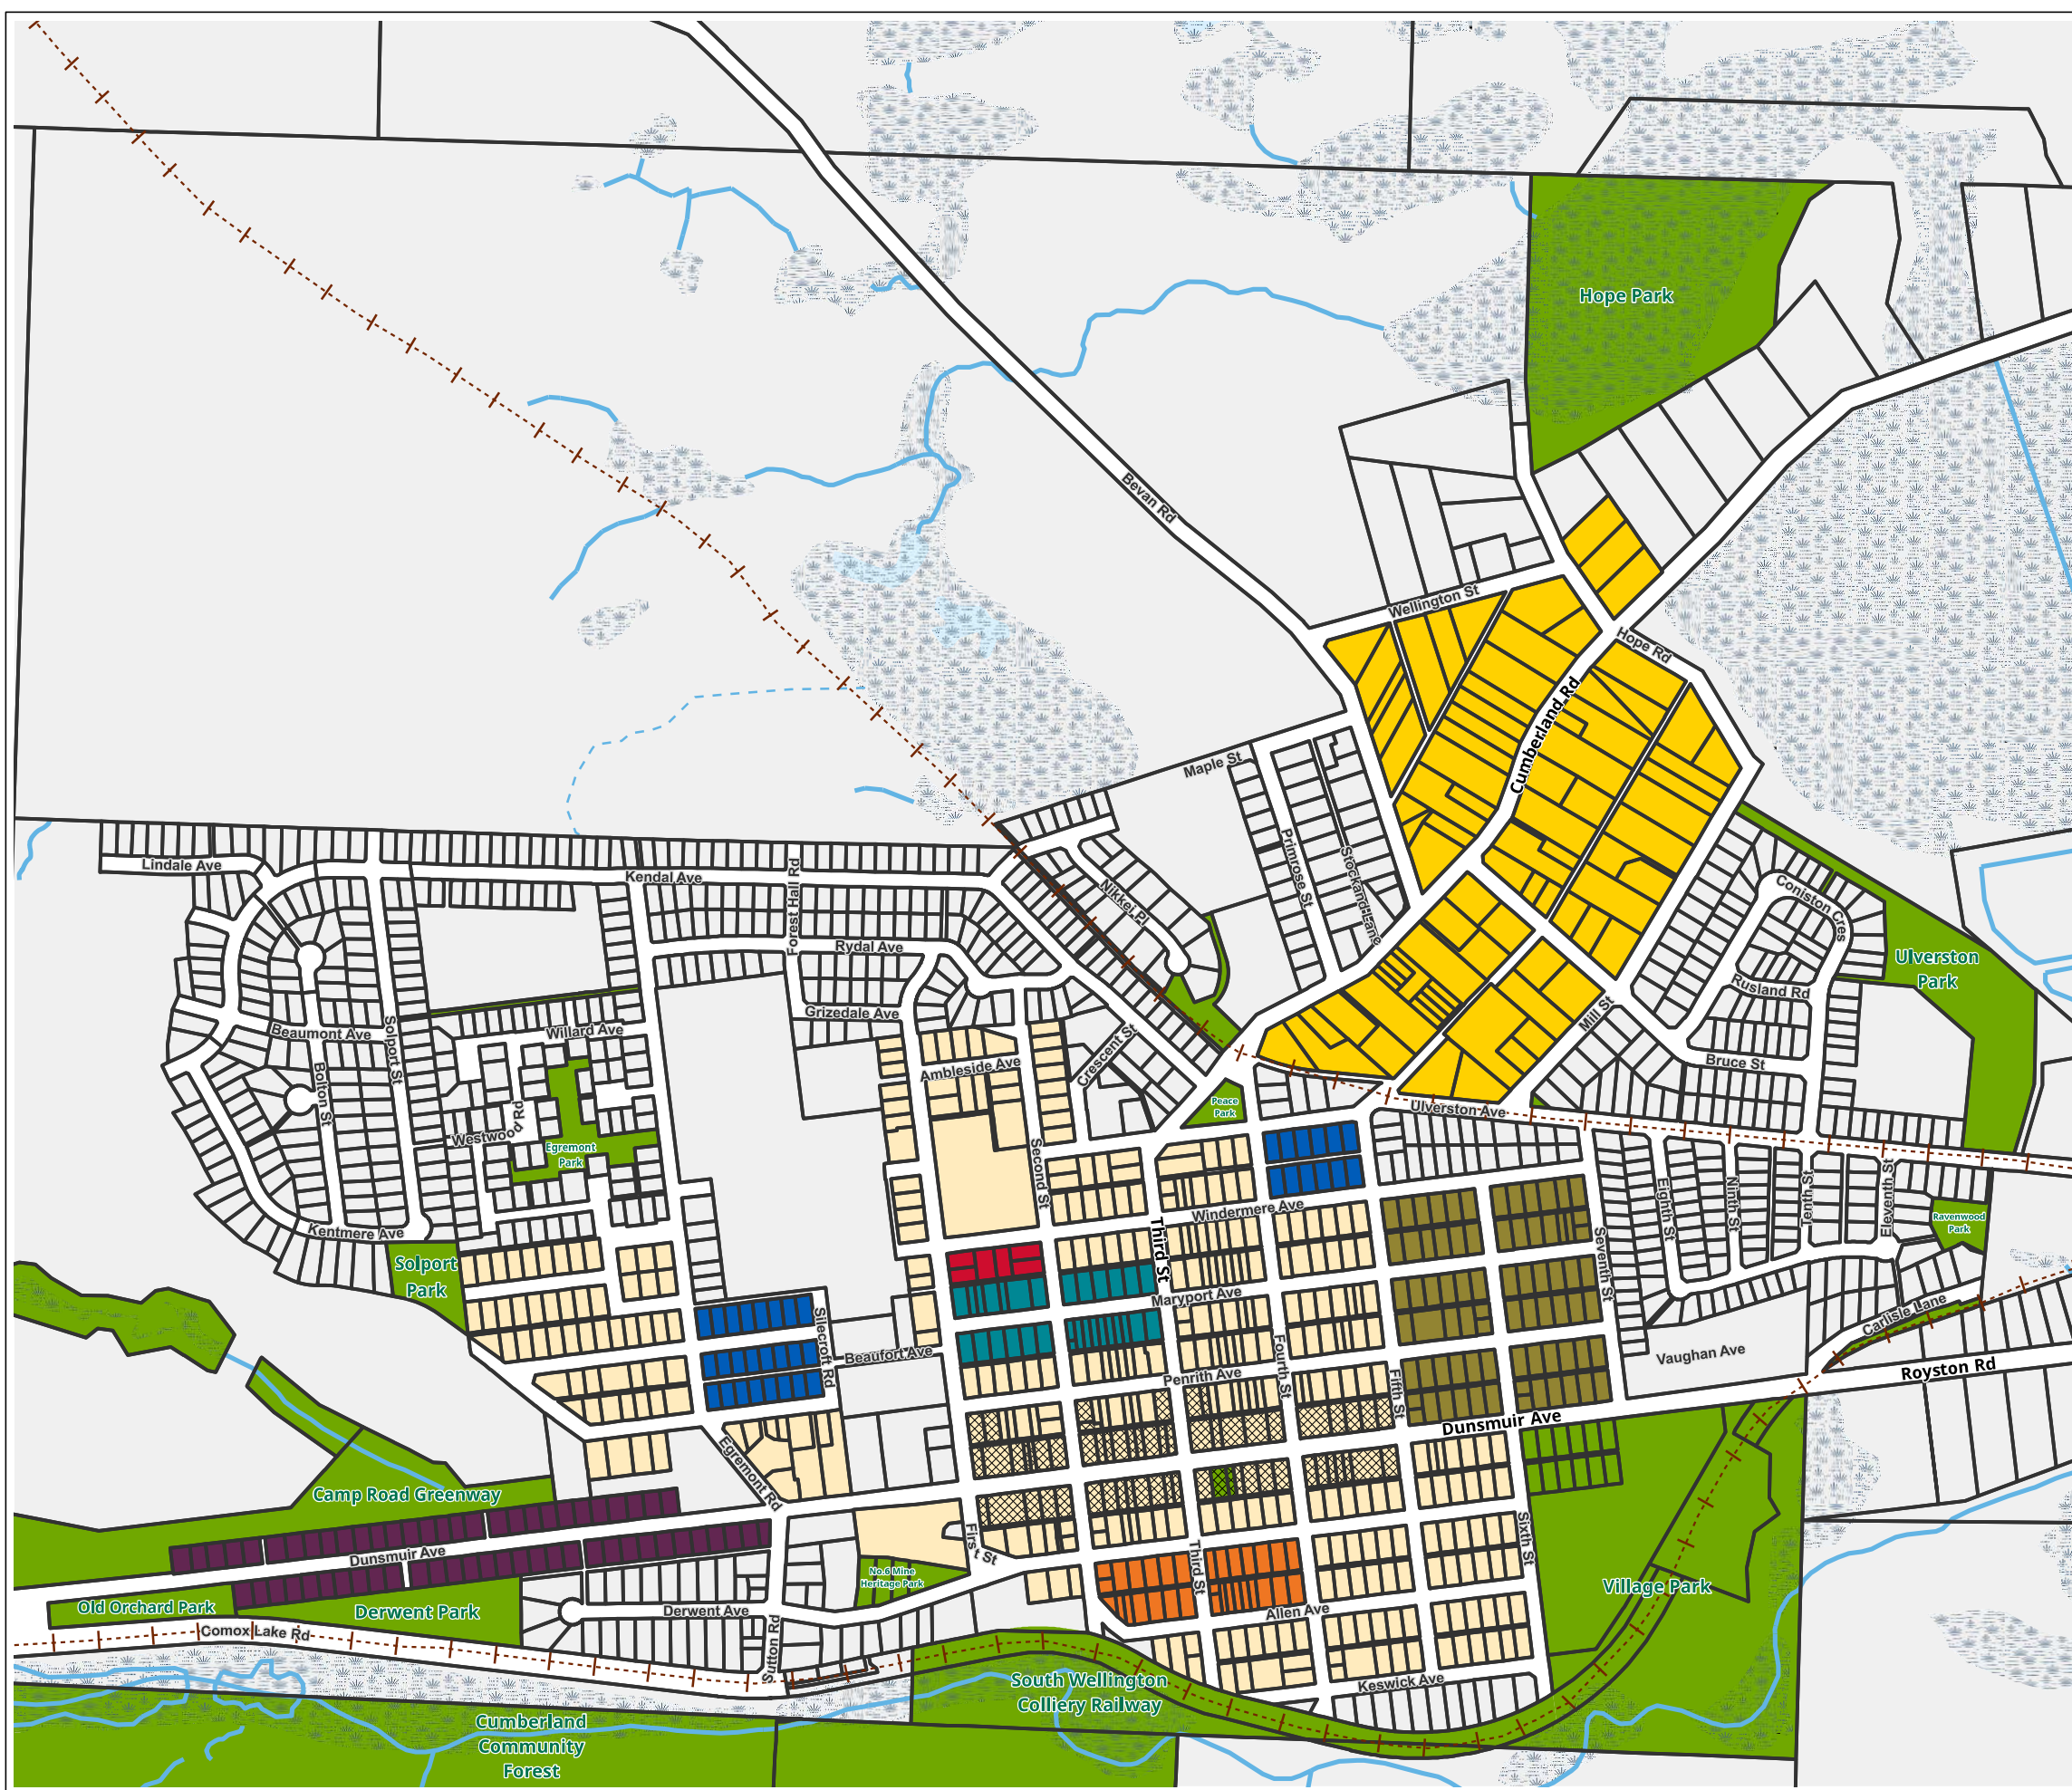 Hope Park
Bevan Rd
Wellington St
Hope Rd
Cumberland Rd
Maple St
Primrose St
Stockand Lane
Lindale Ave
Kendal Ave
Forest Hall Rd
Nikkei Pl
Coniston Cres
Rydal Ave
Ulverston
Park
Rusland Rd
Grizedale Ave
Mill St
Beaumont Ave
Solport St
Willard Ave
Crescent St
Bruce St
Ambleside Ave
Bolton St
Peace
Park
Ulverston Ave
Westwood Rd
Egremont
Park
Second St
Eighth St
Ninth St
Tenth St
Eleventh St
Ravenwood
Park
Windermere Ave
Kentmere Ave
Third St
Seventh St
Solport
Park
Maryport Ave
Silecroft Rd
Carlisle Lane
Beaufort Ave
Fourth St
Vaughan Ave
Penrith Ave
Fifth St
Royston Rd
Dunsmuir Ave
Egremont Rd
Camp Road Greenway
First St
Sixth St
Dunsmuir Ave
No.6 Mine
Heritage Park
Third St
Village Park
Old Orchard Park
Derwent Park
Derwent Ave
Allen Ave
Comox Lake Rd
Sutton Rd
South Wellington
Colliery Railway
Keswick Ave
Cumberland
Community
Forest